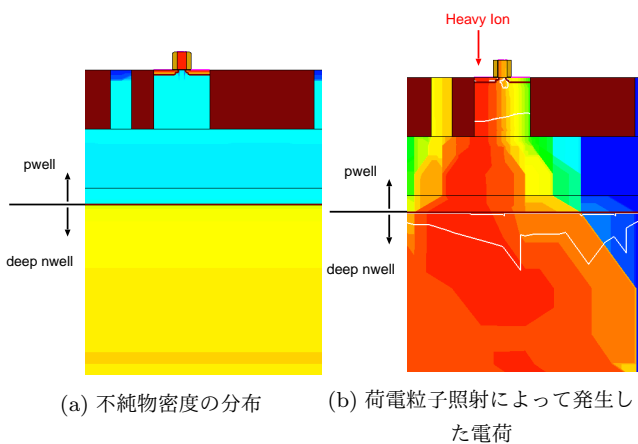 Heavy Ion
pwell
deep nwell
pwell
deep nwell
(a) 不純物密度の分布
(b) 荷電粒子照射によって発生し
た電荷